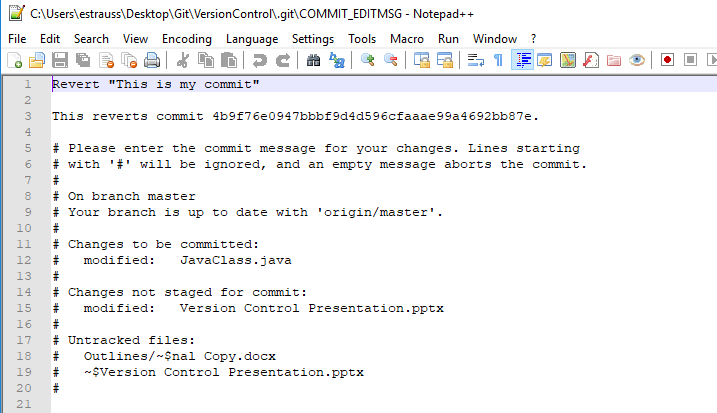 C:\Users\estrauss\Desktop\Git\VersionControl\.git\COMMIT_EDITMSG - Notepad++
File Edit Search View Encoding Language Settings Tools Macro Run Window ?
1 Revert "This is my commit"
2
3 This reverts commit 4b9f76e0947bbbf9d4d596cfaaae99a4692bb87e.
4
5 # Please enter the commit message for your changes. Lines starting
6 # with '#' will be ignored, and an empty message aborts the commit.
7 #
8 # On branch master
9 # Your branch is up to date with 'origin/master'.
10 #
11 # Changes to be committed:
12 #   modified:   JavaClass.java
13 #
14 # Changes not staged for commit:
15 #   modified:   Version Control Presentation.pptx
16 #
17 # Untracked files:
18 #   Outlines/~$nal Copy.docx
19 #   ~$Version Control Presentation.pptx
20 #
21